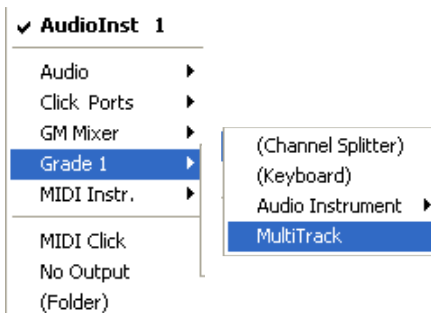 AudioInst 1
Audio
Click Ports
GM Mixer
Grade 1
MIDI Instr.
MIDI Click
No Output
(Folder)
(Channel Splitter)
(Keyboard)
Audio Instrument
MultiTrack